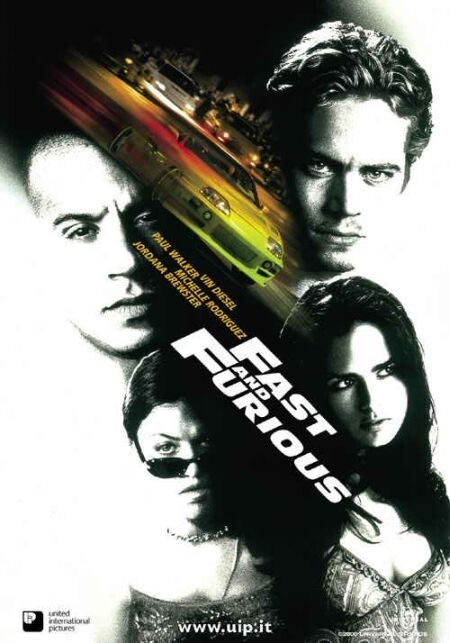 PAUL WALKER VIN DIESEL
MICHELLE RODRIGUEZ
JORDANA BREWSTER
FAST
AND
FURIOUS
united
international
pictures
www.uip.it